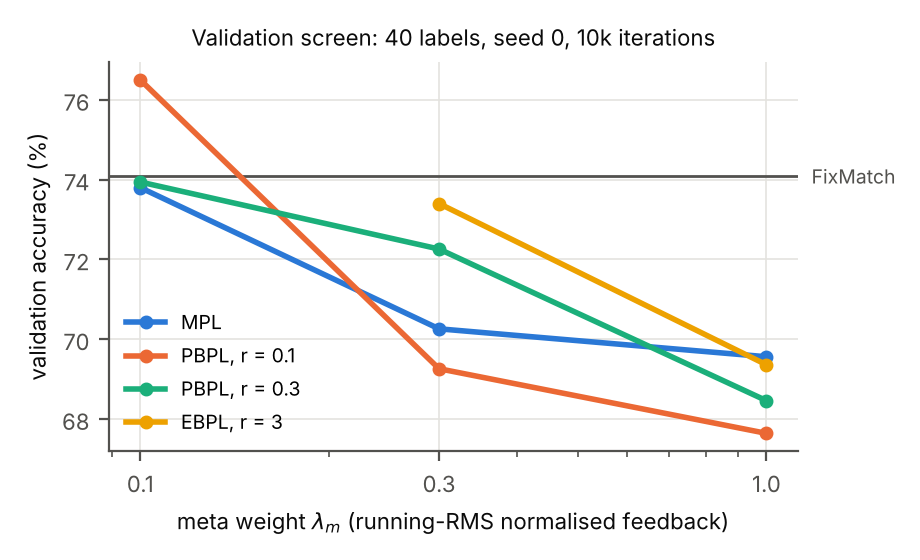 Validation screen: 40 labels, seed 0, 10k iterations
validation accuracy (%)
76
74
72
70
68
FixMatch
MPL
PBPL, r = 0.1
PBPL, r = 0.3
EBPL, r = 3
0.1
0.3
1.0
meta weight λₘ (running-RMS normalised feedback)